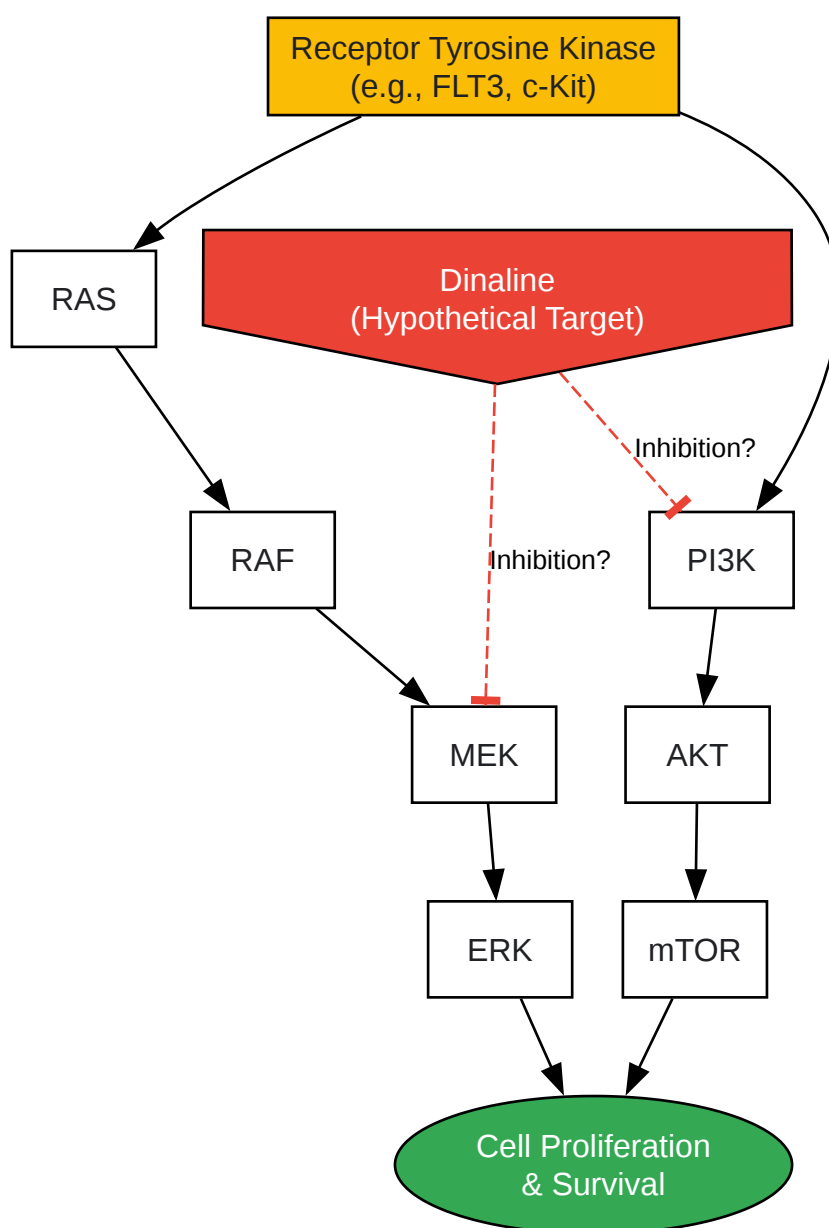 Receptor Tyrosine Kinase
(e.g., FLT3, c-Kit)
RAS
Dinaline
(Hypothetical Target)
Inhibition?
RAF
Inhibition?
PI3K
MEK
AKT
ERK
mTOR
Cell Proliferation
& Survival